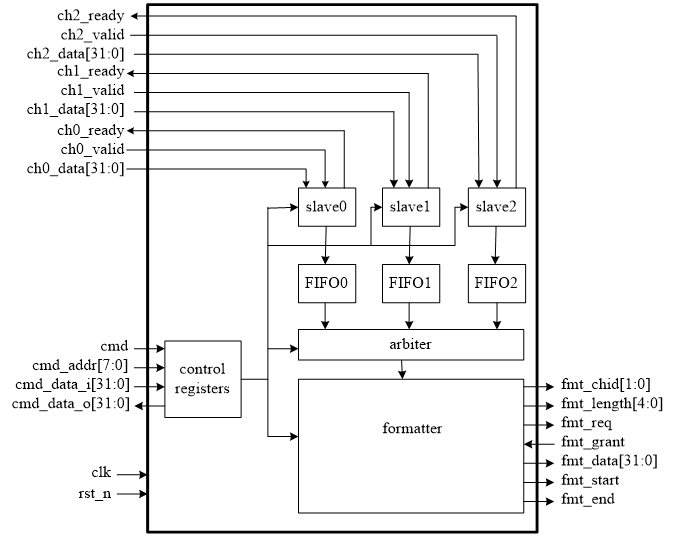 ch2_ready
ch2_valid
ch2_data[31:0]
ch1_ready
ch1_valid
ch1_data[31:0]
ch0_ready
ch0_valid
ch0_data[31:0]
slave0
slave1
slave2
FIFO0
FIFO1
FIFO2
arbiter
cmd
cmd_addr[7:0]
cmd_data_i[31:0]
cmd_data_o[31:0]
control
registers
formatter
fmt_chid[1:0]
fmt_length[4:0]
fmt_req
fmt_grant
fmt_data[31:0]
fmt_start
fmt_end
clk
rst_n